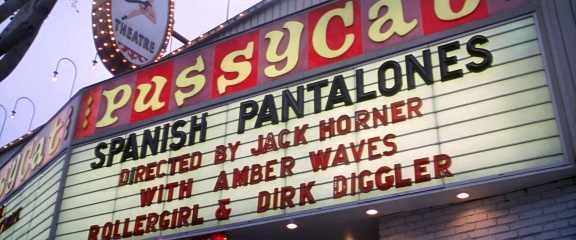 THEATRE
Pussycat
SPANISH PANTALONES
DIRECTED BY JACK HORNER
WITH AMBER WAVES
ROLLERGIRL & DIRK DIGGLER